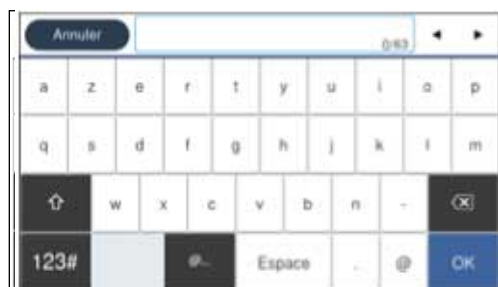 Annuler 0/63
a z e r t y u i o p
q s d f g h j k l m
w x c v b n -
123# @... Espace . @ OK